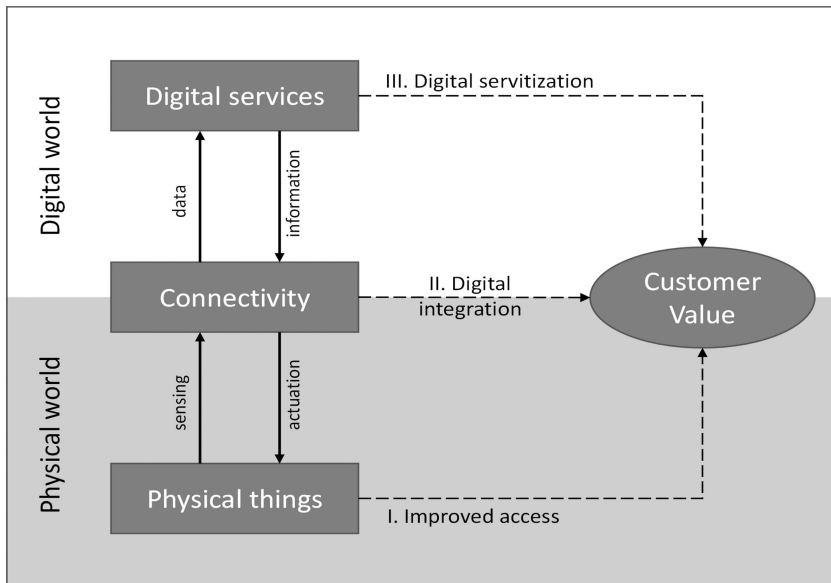 Digital world
Digital services
III. Digital servitization
data
information
Connectivity
II. Digital
integration
Customer
Value
Physical world
sensing
actuation
Physical things
I. Improved access